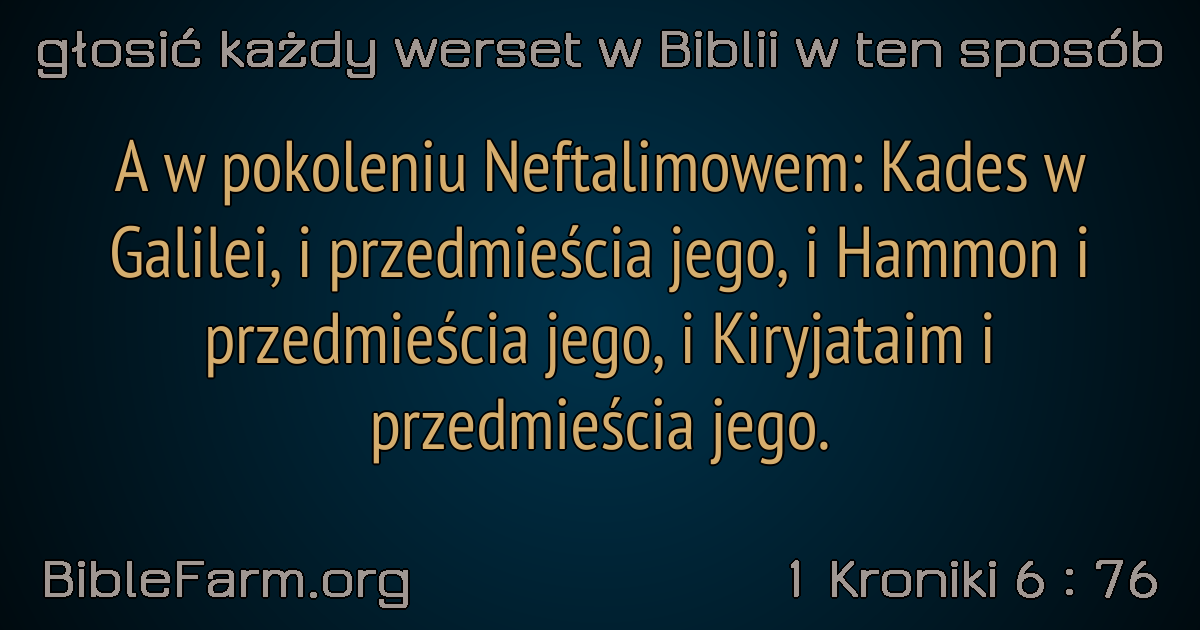 głosić każdy werset w Biblii w ten sposób
A w pokoleniu Neftalimowem: Kades w
Galilei, i przedmieścia jego, i Hammon i
przedmieścia jego, i Kiryjataim i
przedmieścia jego.
BibleFarm.org
1 Kroniki 6 : 76